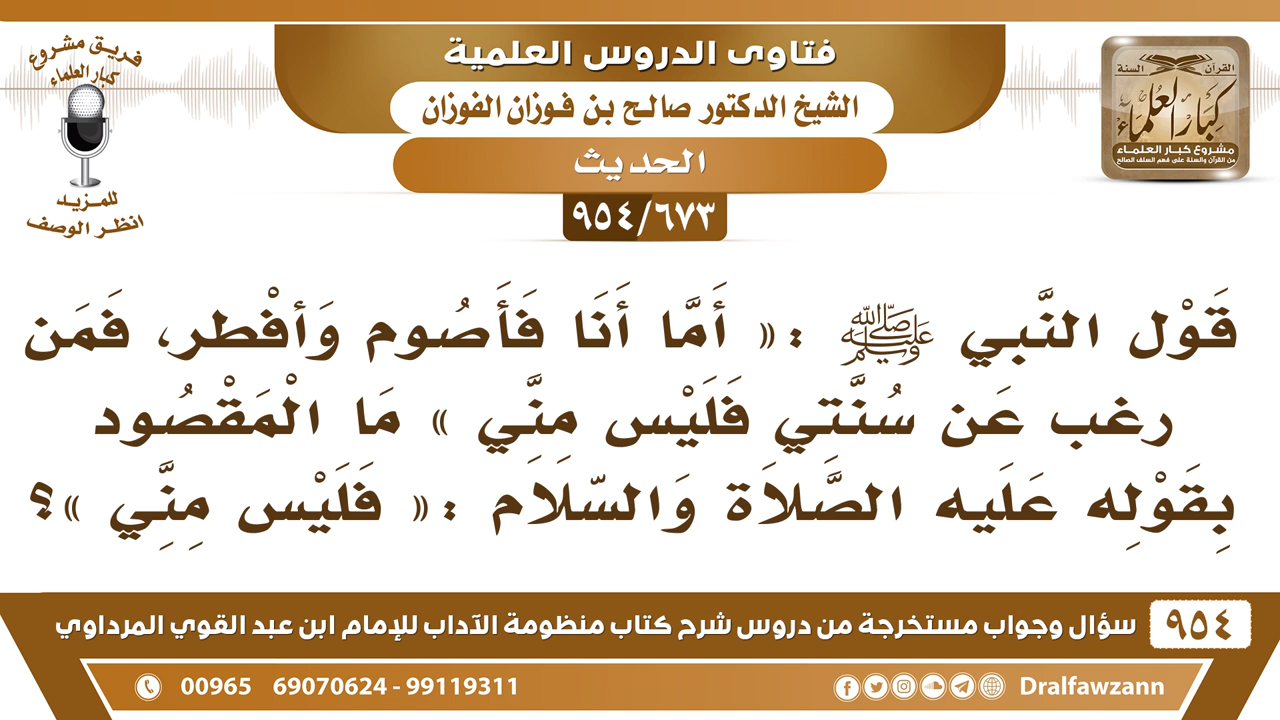 فريق مشروع
كبار العلماء
للمزيد
انظر الوصف
فتاوى الدروس العلمية
الشيخ الدكتور صالح بن فوزان الفوزان
الحديث
٩٥٤/٦٧٣
القرآن السنة
كبار العلماء
مشروع كبار العلماء
من القرآن والسنة على فهم السلف الصالح
قَوْل النَّبي ﷺ : « أَمَّا أَنَا فَأَصُوم وَأفْطر، فَمَن
رغب عَن سُنَّتي فَلَيْس مِنَّي » مَا الْمَقْصُود
بِقَوْلِه عَلَيه الصَّلاَة وَالسّلَام : « فَلَيْس مِنَّي »؟
٩٥٤ سؤال وجواب مستخرجة من دروس شرح كتاب منظومة الآداب للإمام ابن عبد القوي المرداوي
00965 69070624 - 99119311
Dralfawzann